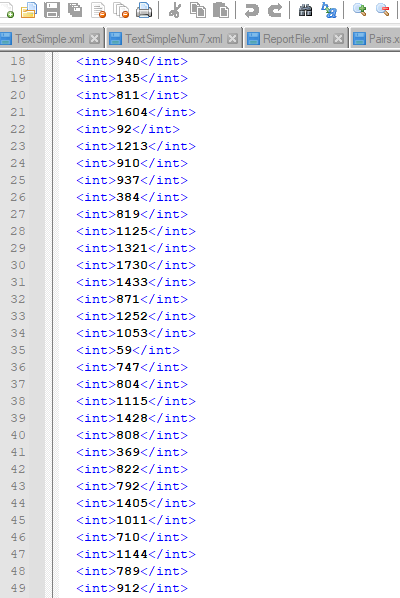 TextSimple.xml TextSimpleNum7.xml ReportFile.xml Pairs.x
18 <int>940</int>
19 <int>135</int>
20 <int>811</int>
21 <int>1604</int>
22 <int>92</int>
23 <int>1213</int>
24 <int>910</int>
25 <int>937</int>
26 <int>384</int>
27 <int>819</int>
28 <int>1125</int>
29 <int>1321</int>
30 <int>1730</int>
31 <int>1433</int>
32 <int>871</int>
33 <int>1252</int>
34 <int>1053</int>
35 <int>59</int>
36 <int>747</int>
37 <int>804</int>
38 <int>1115</int>
39 <int>1428</int>
40 <int>808</int>
41 <int>369</int>
42 <int>822</int>
43 <int>792</int>
44 <int>1405</int>
45 <int>1011</int>
46 <int>710</int>
47 <int>1144</int>
48 <int>789</int>
49 <int>912</int>